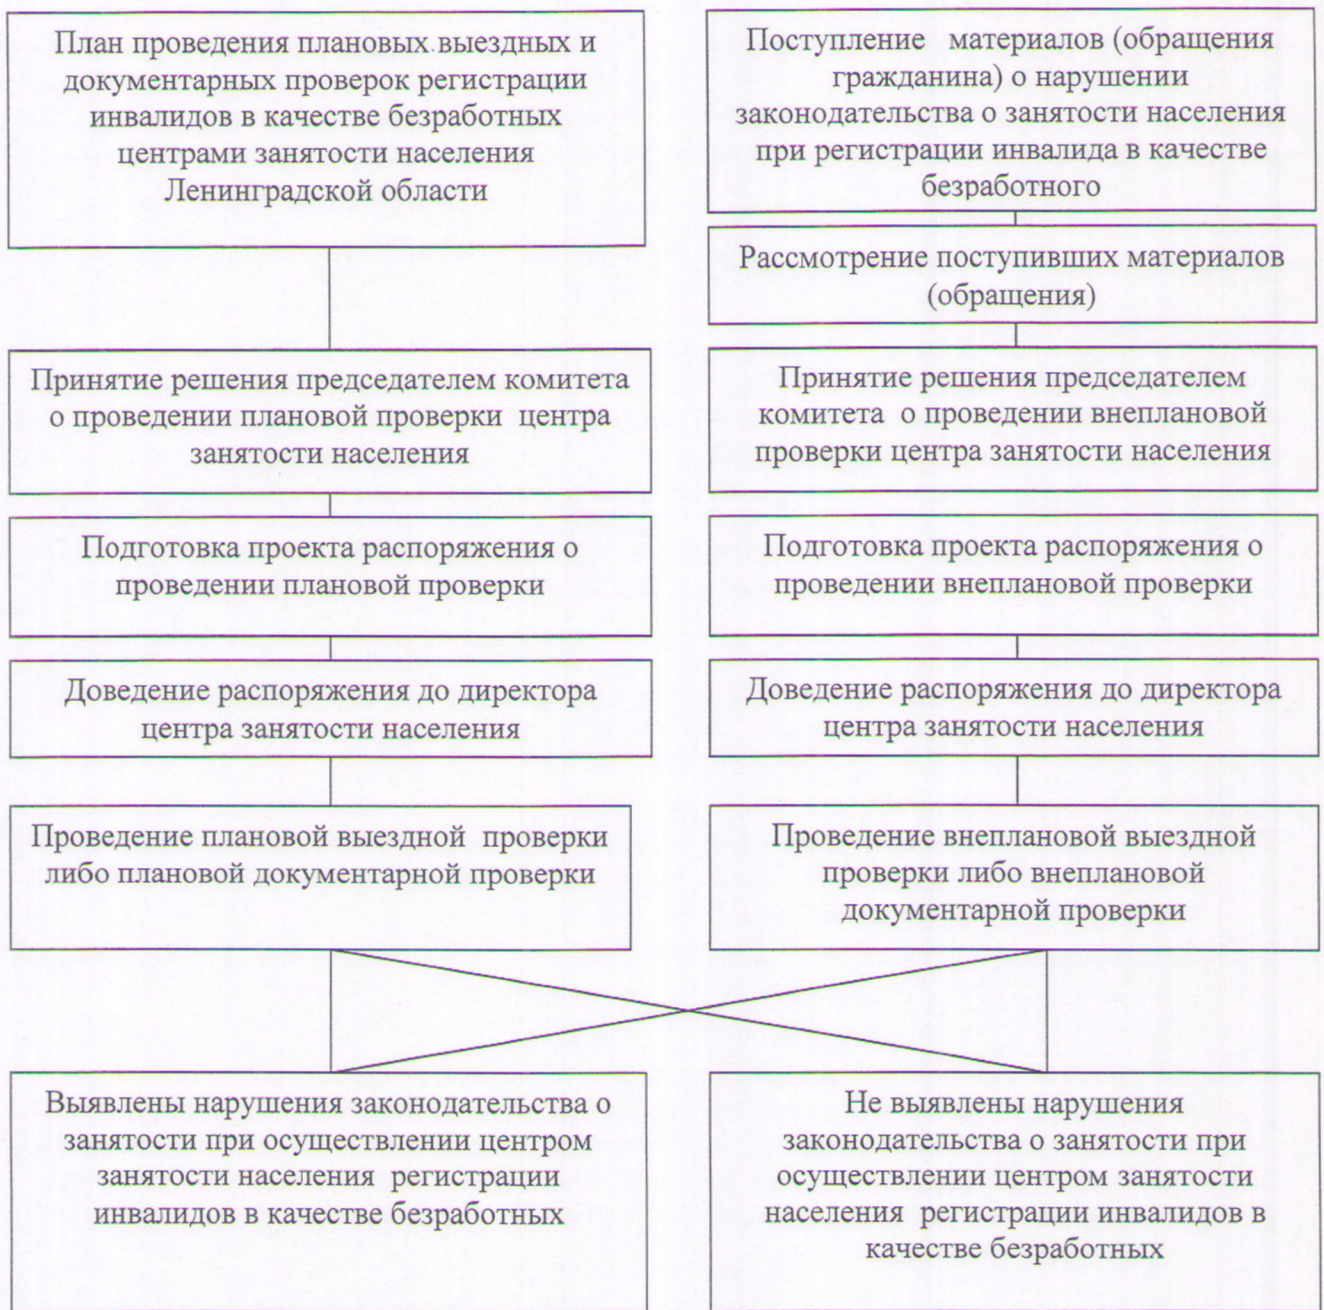 План проведения плановых выездных и
документарных проверок регистрации
инвалидов в качестве безработных
центрами занятости населения
Ленинградской области
Поступление материалов (обращения
гражданина) о нарушении
законодательства о занятости населения
при регистрации инвалида в качестве
безработного
Рассмотрение поступивших материалов
(обращения)
Принятие решения председателем комитета
о проведении плановой проверки центра
занятости населения
Принятие решения председателем
комитета о проведении внеплановой
проверки центра занятости населения
Подготовка проекта распоряжения о
проведении плановой проверки
Подготовка проекта распоряжения о
проведении внеплановой проверки
Доведение распоряжения до директора
центра занятости населения
Доведение распоряжения до директора
центра занятости населения
Проведение плановой выездной проверки
либо плановой документарной проверки
Проведение внеплановой выездной
проверки либо внеплановой
документарной проверки
Выявлены нарушения законодательства о
занятости при осуществлении центром
занятости населения регистрации
инвалидов в качестве безработных
Не выявлены нарушения
законодательства о занятости при
осуществлении центром занятости
населения регистрации инвалидов в
качестве безработных